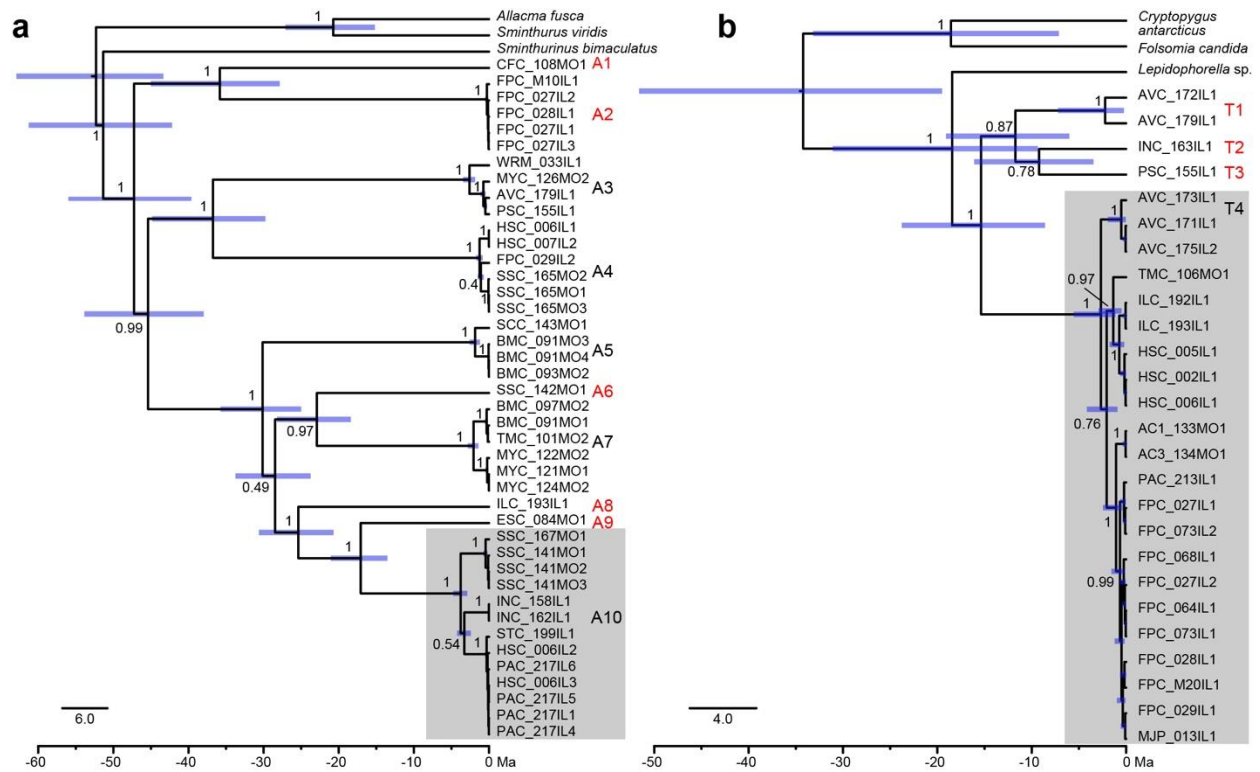 a
Allacma fusca
Sminthurus viridis
Sminthurinus bimaculatus
CFC_108MO1 A1
FPC_M10IL1
FPC_027IL2
FPC_028IL1 A2
FPC_027IL1
FPC_027IL3
WRM_033IL1
MYC_126MO2 A3
AVC_179IL1
PSC_155IL1
HSC_006IL1
HSC_007IL2
FPC_029IL2 A4
SSC_165MO2
SSC_165MO1
SSC_165MO3
SCC_143MO1
BMC_091MO3 A5
BMC_091MO4
BMC_093MO2
SSC_142MO1 A6
BMC_097MO2
BMC_091MO1
TMC_101MO2 A7
MYC_122MO2
MYC_121MO1
MYC_124MO2
ILC_193IL1 A8
ESC_084MO1 A9
SSC_167MO1
SSC_141MO1
SSC_141MO2
SSC_141MO3
INC_158IL1
INC_162IL1 A10
STC_199IL1
HSC_006IL2
PAC_217IL6
HSC_006IL3
PAC_217IL5
PAC_217IL1
PAC_217IL4
1
1
1
1
1
1
1
1
1
1
1
0.4
1
0.99
1
1
1
0.97
1
1
1
0.49
1
1
1
1
1
0.54
1
6.0
-60 -50 -40 -30 -20 -10 0 Ma
b
Cryptopygus
antarcticus
Folsomia candida
Lepidophorella sp.
AVC_172IL1
T1
AVC_179IL1
INC_163IL1 T2
PSC_155IL1 T3
AVC_173IL1
T4
AVC_171IL1
AVC_175IL2
TMC_106MO1
ILC_192IL1
ILC_193IL1
HSC_005IL1
HSC_002IL1
HSC_006IL1
AC1_133MO1
AC3_134MO1
PAC_213IL1
FPC_027IL1
FPC_073IL2
FPC_068IL1
FPC_027IL2
FPC_064IL1
FPC_073IL1
FPC_028IL1
FPC_M20IL1
FPC_029IL1
MJP_013IL1
1
1
1
0.87
0.78
1
1
0.97
1
1
0.76
1
1
0.99
4.0
-50 -40 -30 -20 -10 0 Ma